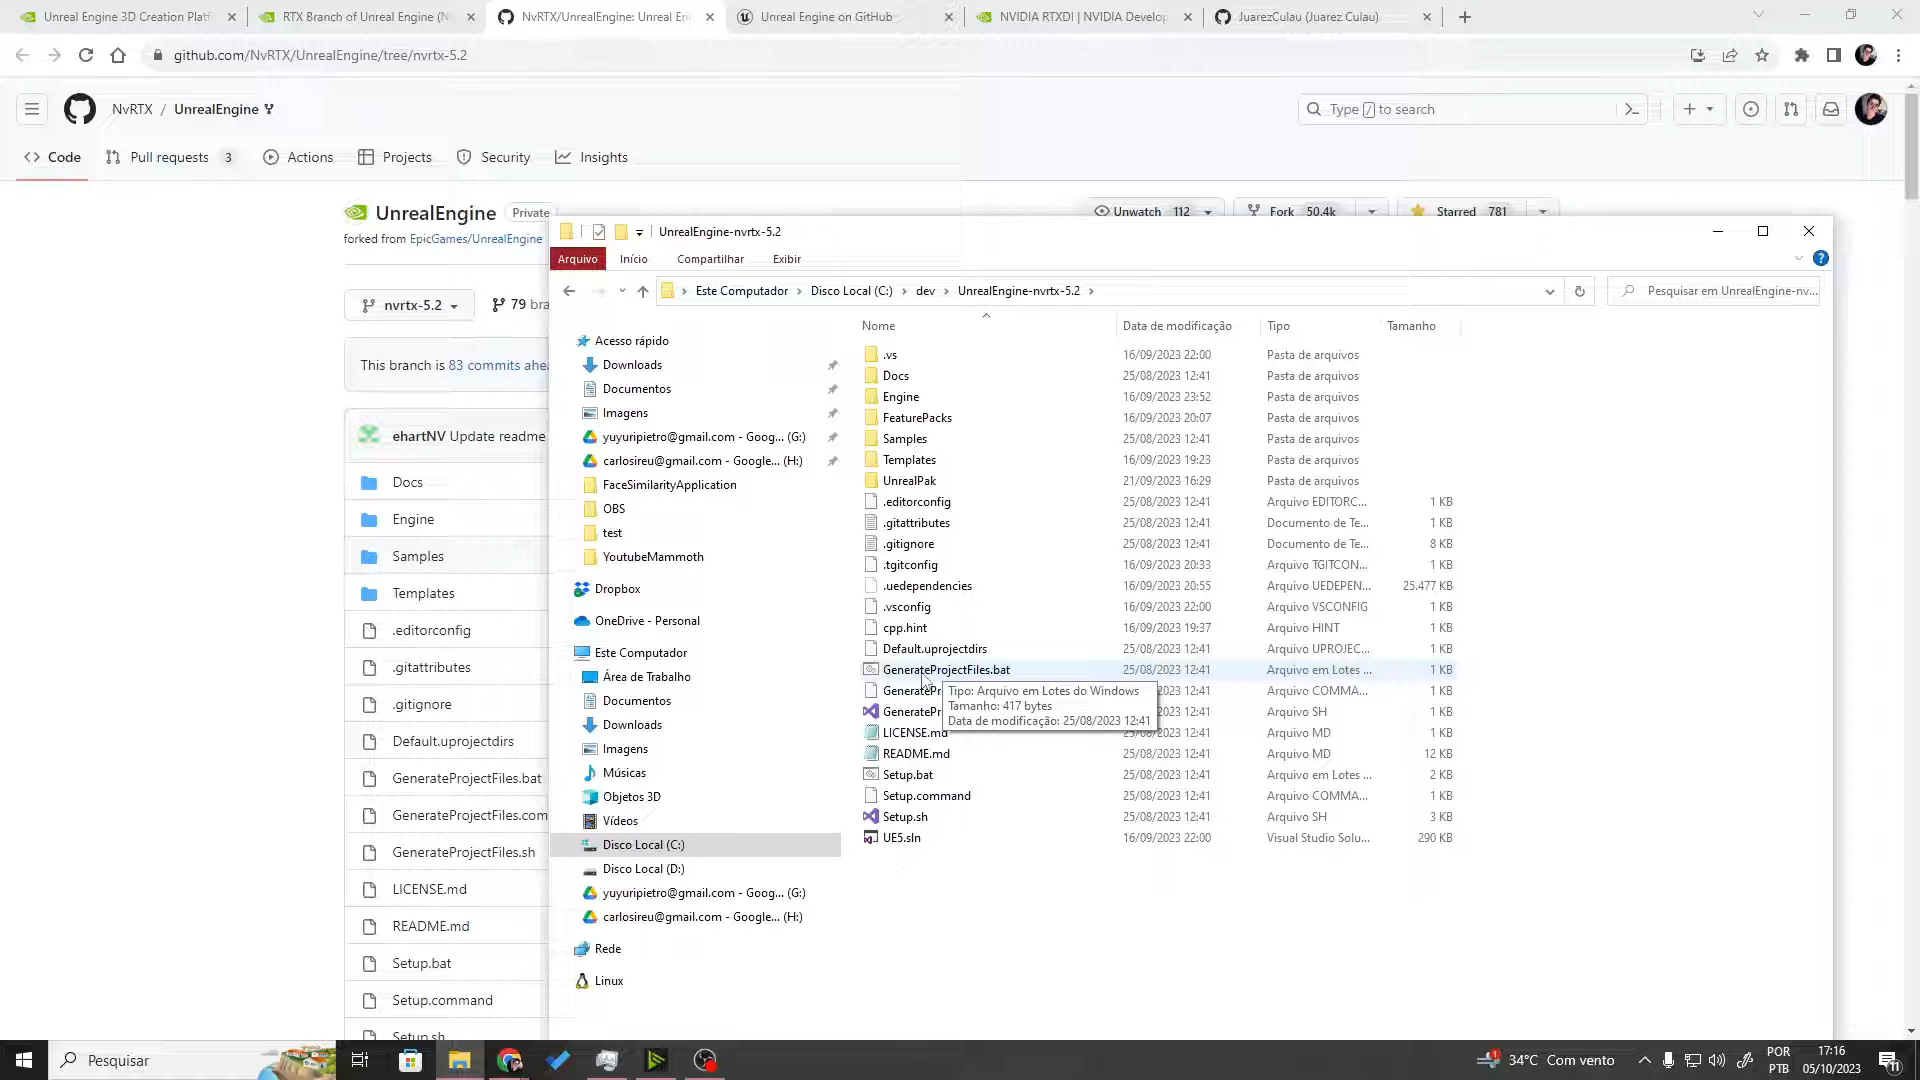 Unreal Engine 3D Creation Platf
RTX Branch of Unreal Engine (N
NvRTX/UnrealEngine: Unreal En
Unreal Engine on GitHub
NVIDIA RTXDI | NVIDIA Develop
JuarezCulau (Juarez Culau)
github.com/NvRTX/UnrealEngine/tree/nvrtx-5.2
NvRTX / UnrealEngine
Type / to search
Code
Pull requests 3
Actions
Projects
Security
Insights
UnrealEngine Private
Unwatch 112
Fork 50.4k
Starred 781
forked from EpicGames/UnrealEngine
nvrtx-5.2
79 bra
This branch is 83 commits ahea
ehartNV Update readme
Docs
Engine
Samples
Templates
.editorconfig
.gitattributes
.gitignore
Default.uprojectdirs
GenerateProjectFiles.bat
GenerateProjectFiles.com
GenerateProjectFiles.sh
LICENSE.md
README.md
Setup.bat
Setup.command
Setup.sh
UnrealEngine-nvrtx-5.2
Arquivo
Início
Compartilhar
Exibir
Este Computador
Disco Local (C:)
dev
UnrealEngine-nvrtx-5.2
Pesquisar em UnrealEngine-nv...
Acesso rápido
Downloads
Documentos
Imagens
yuyuripietro@gmail.com - Goog... (G:)
carlosireu@gmail.com - Google... (H:)
FaceSimilarityApplication
OBS
test
YoutubeMammoth
Dropbox
OneDrive - Personal
Este Computador
Área de Trabalho
Documentos
Downloads
Imagens
Músicas
Objetos 3D
Vídeos
Disco Local (C:)
Disco Local (D:)
yuyuripietro@gmail.com - Goog... (G:)
carlosireu@gmail.com - Google... (H:)
Rede
Linux
Nome Data de modificação Tipo Tamanho
.vs 16/09/2023 22:00 Pasta de arquivos
Docs 25/08/2023 12:41 Pasta de arquivos
Engine 16/09/2023 23:52 Pasta de arquivos
FeaturePacks 16/09/2023 20:07 Pasta de arquivos
Samples 25/08/2023 12:41 Pasta de arquivos
Templates 16/09/2023 19:23 Pasta de arquivos
UnrealPak 21/09/2023 16:29 Pasta de arquivos
.editorconfig 25/08/2023 12:41 Arquivo EDITORC... 1 KB
.gitattributes 25/08/2023 12:41 Documento de Te... 1 KB
.gitignore 25/08/2023 12:41 Documento de Te... 8 KB
.tgitconfig 16/09/2023 20:33 Arquivo TGITCON... 1 KB
.uedependencies 16/09/2023 20:55 Arquivo UEDEPEN... 25.477 KB
.vsconfig 16/09/2023 22:00 Arquivo VSCONFIG 1 KB
cpp.hint 16/09/2023 19:37 Arquivo HINT 1 KB
Default.uprojectdirs 25/08/2023 12:41 Arquivo UPROJEC... 1 KB
GenerateProjectFiles.bat 25/08/2023 12:41 Arquivo em Lotes ... 1 KB
GeneratePr 25/08/2023 12:41 Arquivo COMMA... 1 KB
GeneratePr 25/08/2023 12:41 Arquivo SH 1 KB
LICENSE.md 25/08/2023 12:41 Arquivo MD 1 KB
README.md 25/08/2023 12:41 Arquivo MD 12 KB
Setup.bat 25/08/2023 12:41 Arquivo em Lotes ... 2 KB
Setup.command 25/08/2023 12:41 Arquivo COMMA... 1 KB
Setup.sh 25/08/2023 12:41 Arquivo SH 3 KB
UE5.sln 16/09/2023 22:00 Visual Studio Solu... 290 KB
Tipo: Arquivo em Lotes do Windows
Tamanho: 417 bytes
Data de modificação: 25/08/2023 12:41
Pesquisar
34°C Com vento
POR
PTB
17:16
05/10/2023
11